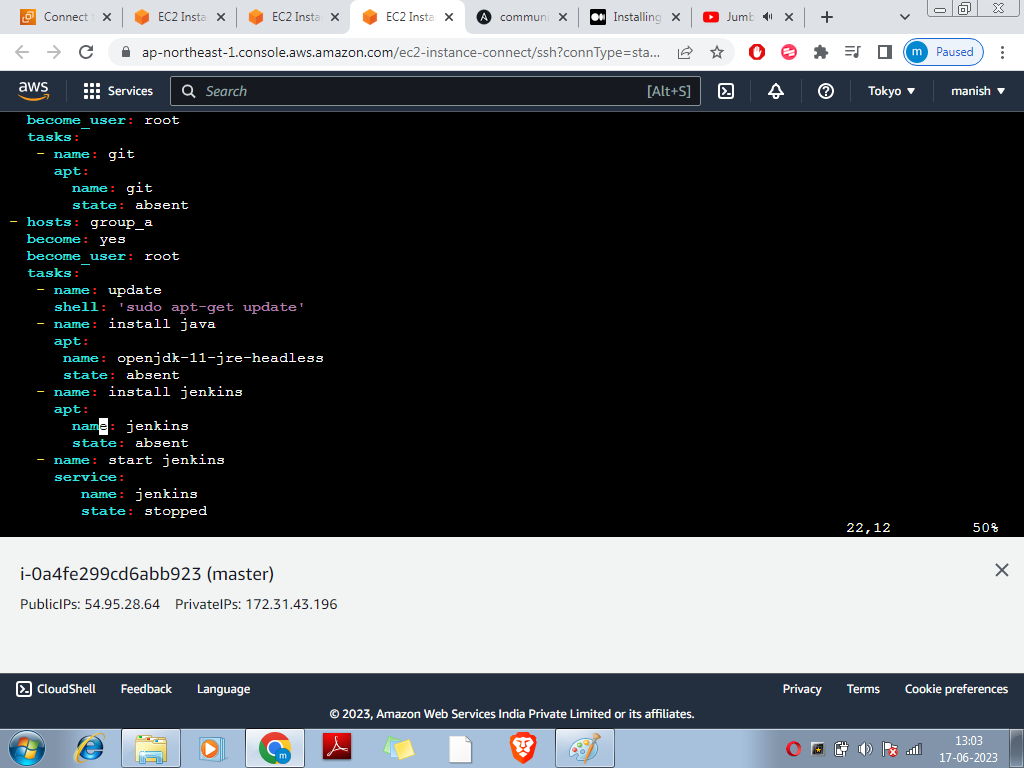 Connect
EC2 Insta
EC2 Insta
EC2 Insta
A commun
Installing
Jumb
ap-northeast-1.console.aws.amazon.com/ec2-instance-connect/ssh?connType=sta...
m Paused
aws
Services
Search
[Alt+S]
Tokyo ▼
manish ▼
become_user: root
tasks:
- name: git
apt:
name: git
state: absent
- hosts: group_a
become: yes
become_user: root
tasks:
- name: update
shell: 'sudo apt-get update'
- name: install java
apt:
name: openjdk-11-jre-headless
state: absent
- name: install jenkins
apt:
name: jenkins
state: absent
- name: start jenkins
service:
name: jenkins
state: stopped
22,12 50%
i-0a4fe299cd6abb923 (master)
PublicIPs: 54.95.28.64 PrivateIPs: 172.31.43.196
CloudShell Feedback Language Privacy Terms Cookie preferences
© 2023, Amazon Web Services India Private Limited or its affiliates.
m
13:03
17-06-2023